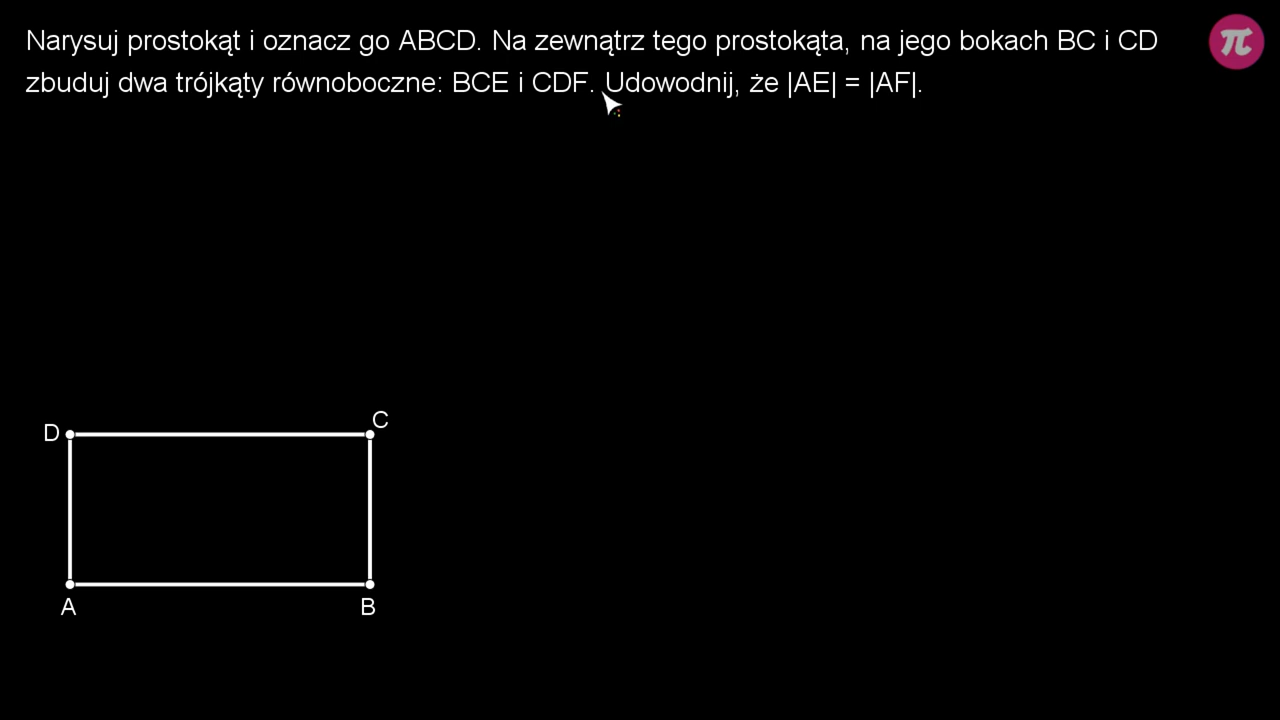 Narysuj prostokąt i oznacz go ABCD. Na zewnątrz tego prostokąta, na jego bokach BC i CD
zbuduj dwa trójkąty równoboczne: BCE i CDF. Udowodnij, że |AE| = |AF|.
π
D
C
A
B